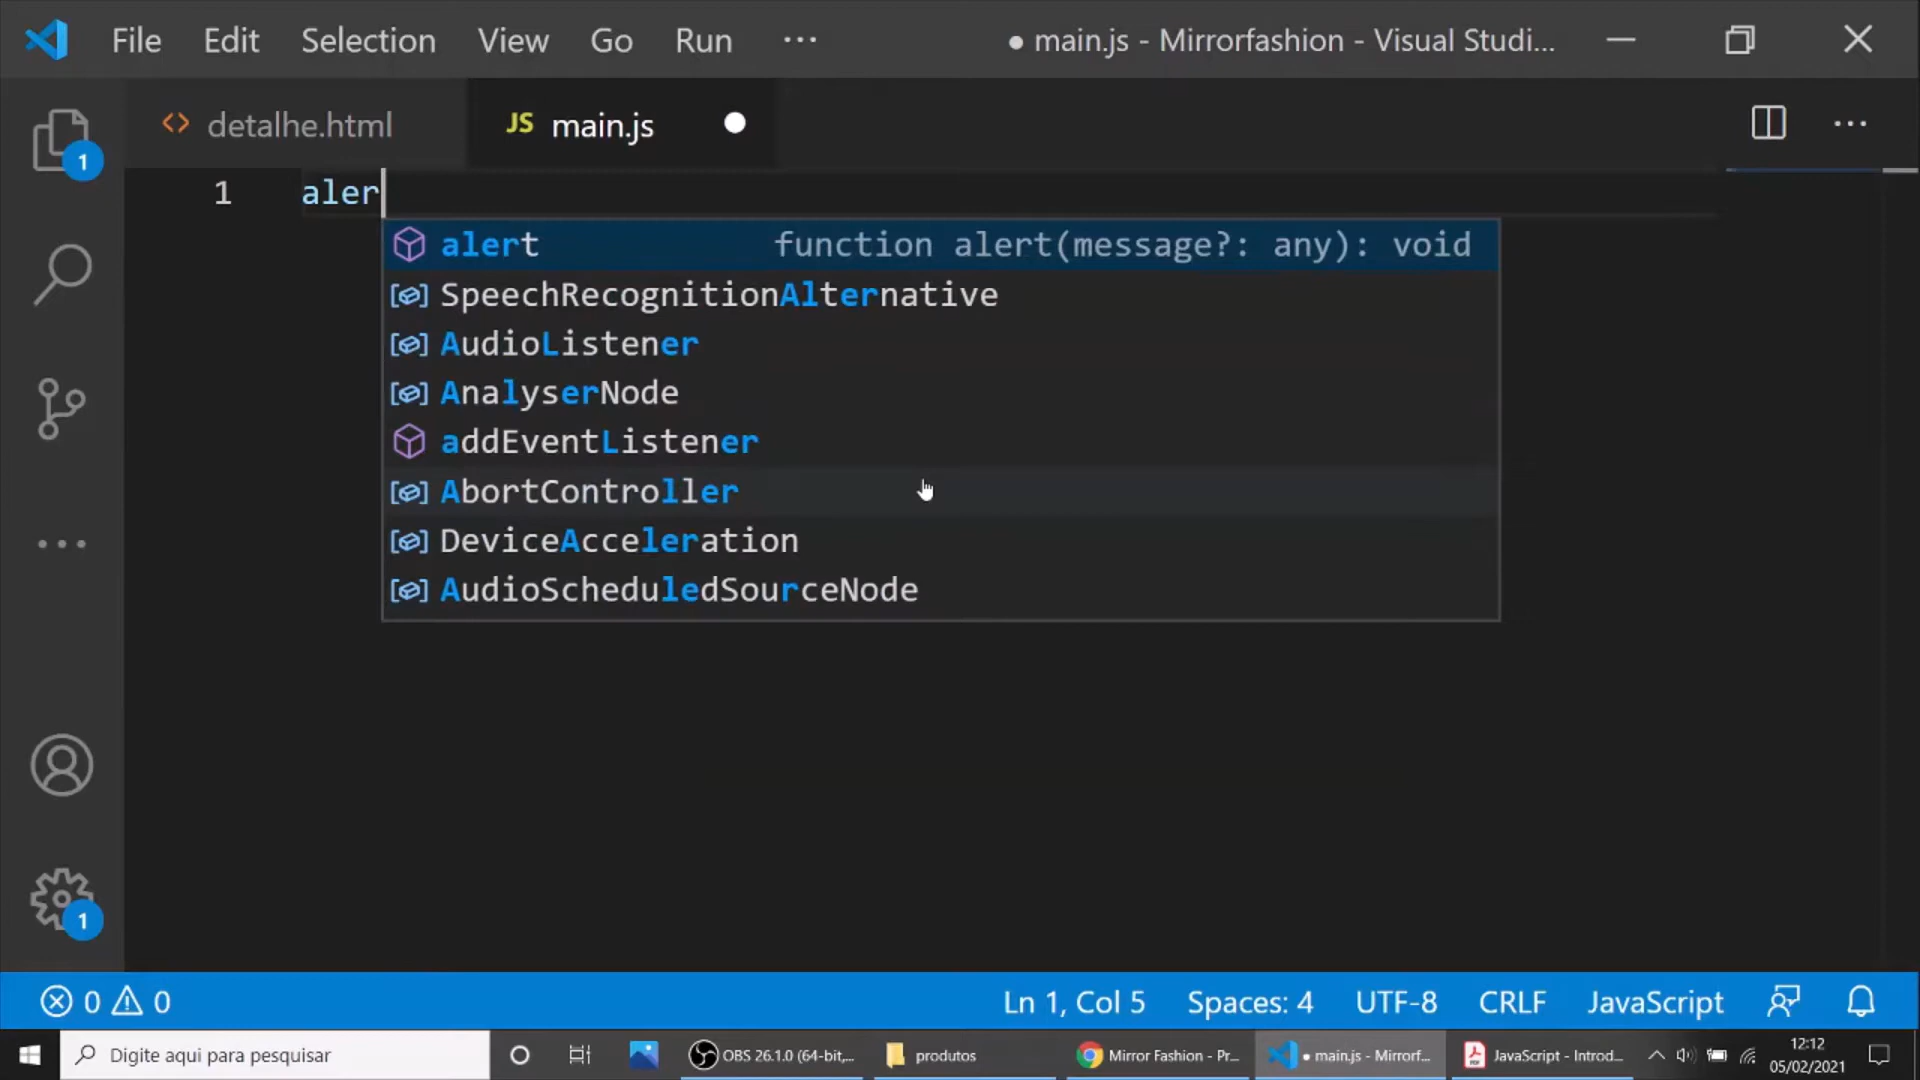 File Edit Selection View Go Run ··· ● main.js - Mirrorfashion - Visual Studi...
<> detalhe.html JS main.js ● ···
1
1 aler
alert function alert(message?: any): void
SpeechRecognitionAlternative
AudioListener
AnalyserNode
addEventListener
AbortController
DeviceAcceleration
AudioScheduledSourceNode
1
0 0 Ln 1, Col 5 Spaces: 4 UTF-8 CRLF JavaScript
Digite aqui para pesquisar OBS 26.1.0 (64-bit,... produtos Mirror Fashion - Pr... ● main.js - Mirrorf... JavaScript - Introd... 12:12
05/02/2021